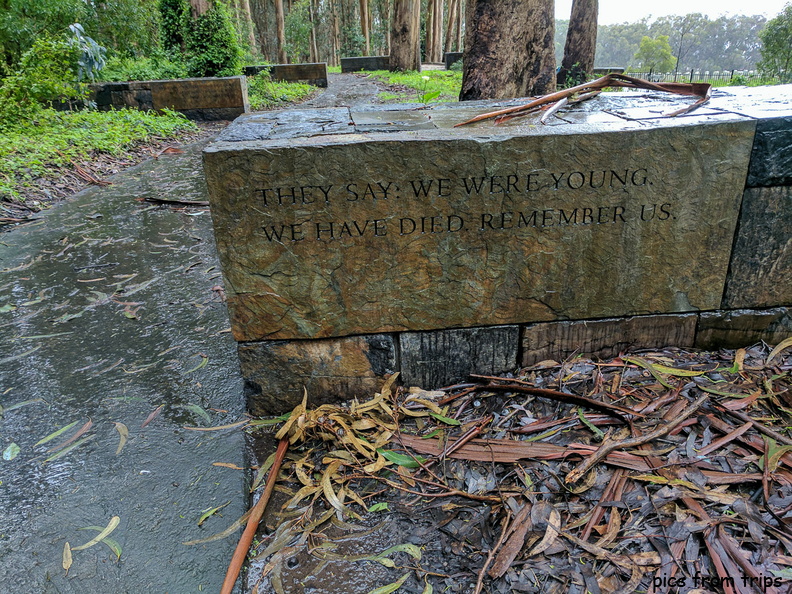 THEY SAY: WE WERE YOUNG.
WE HAVE DIED. REMEMBER US.
pics from trips